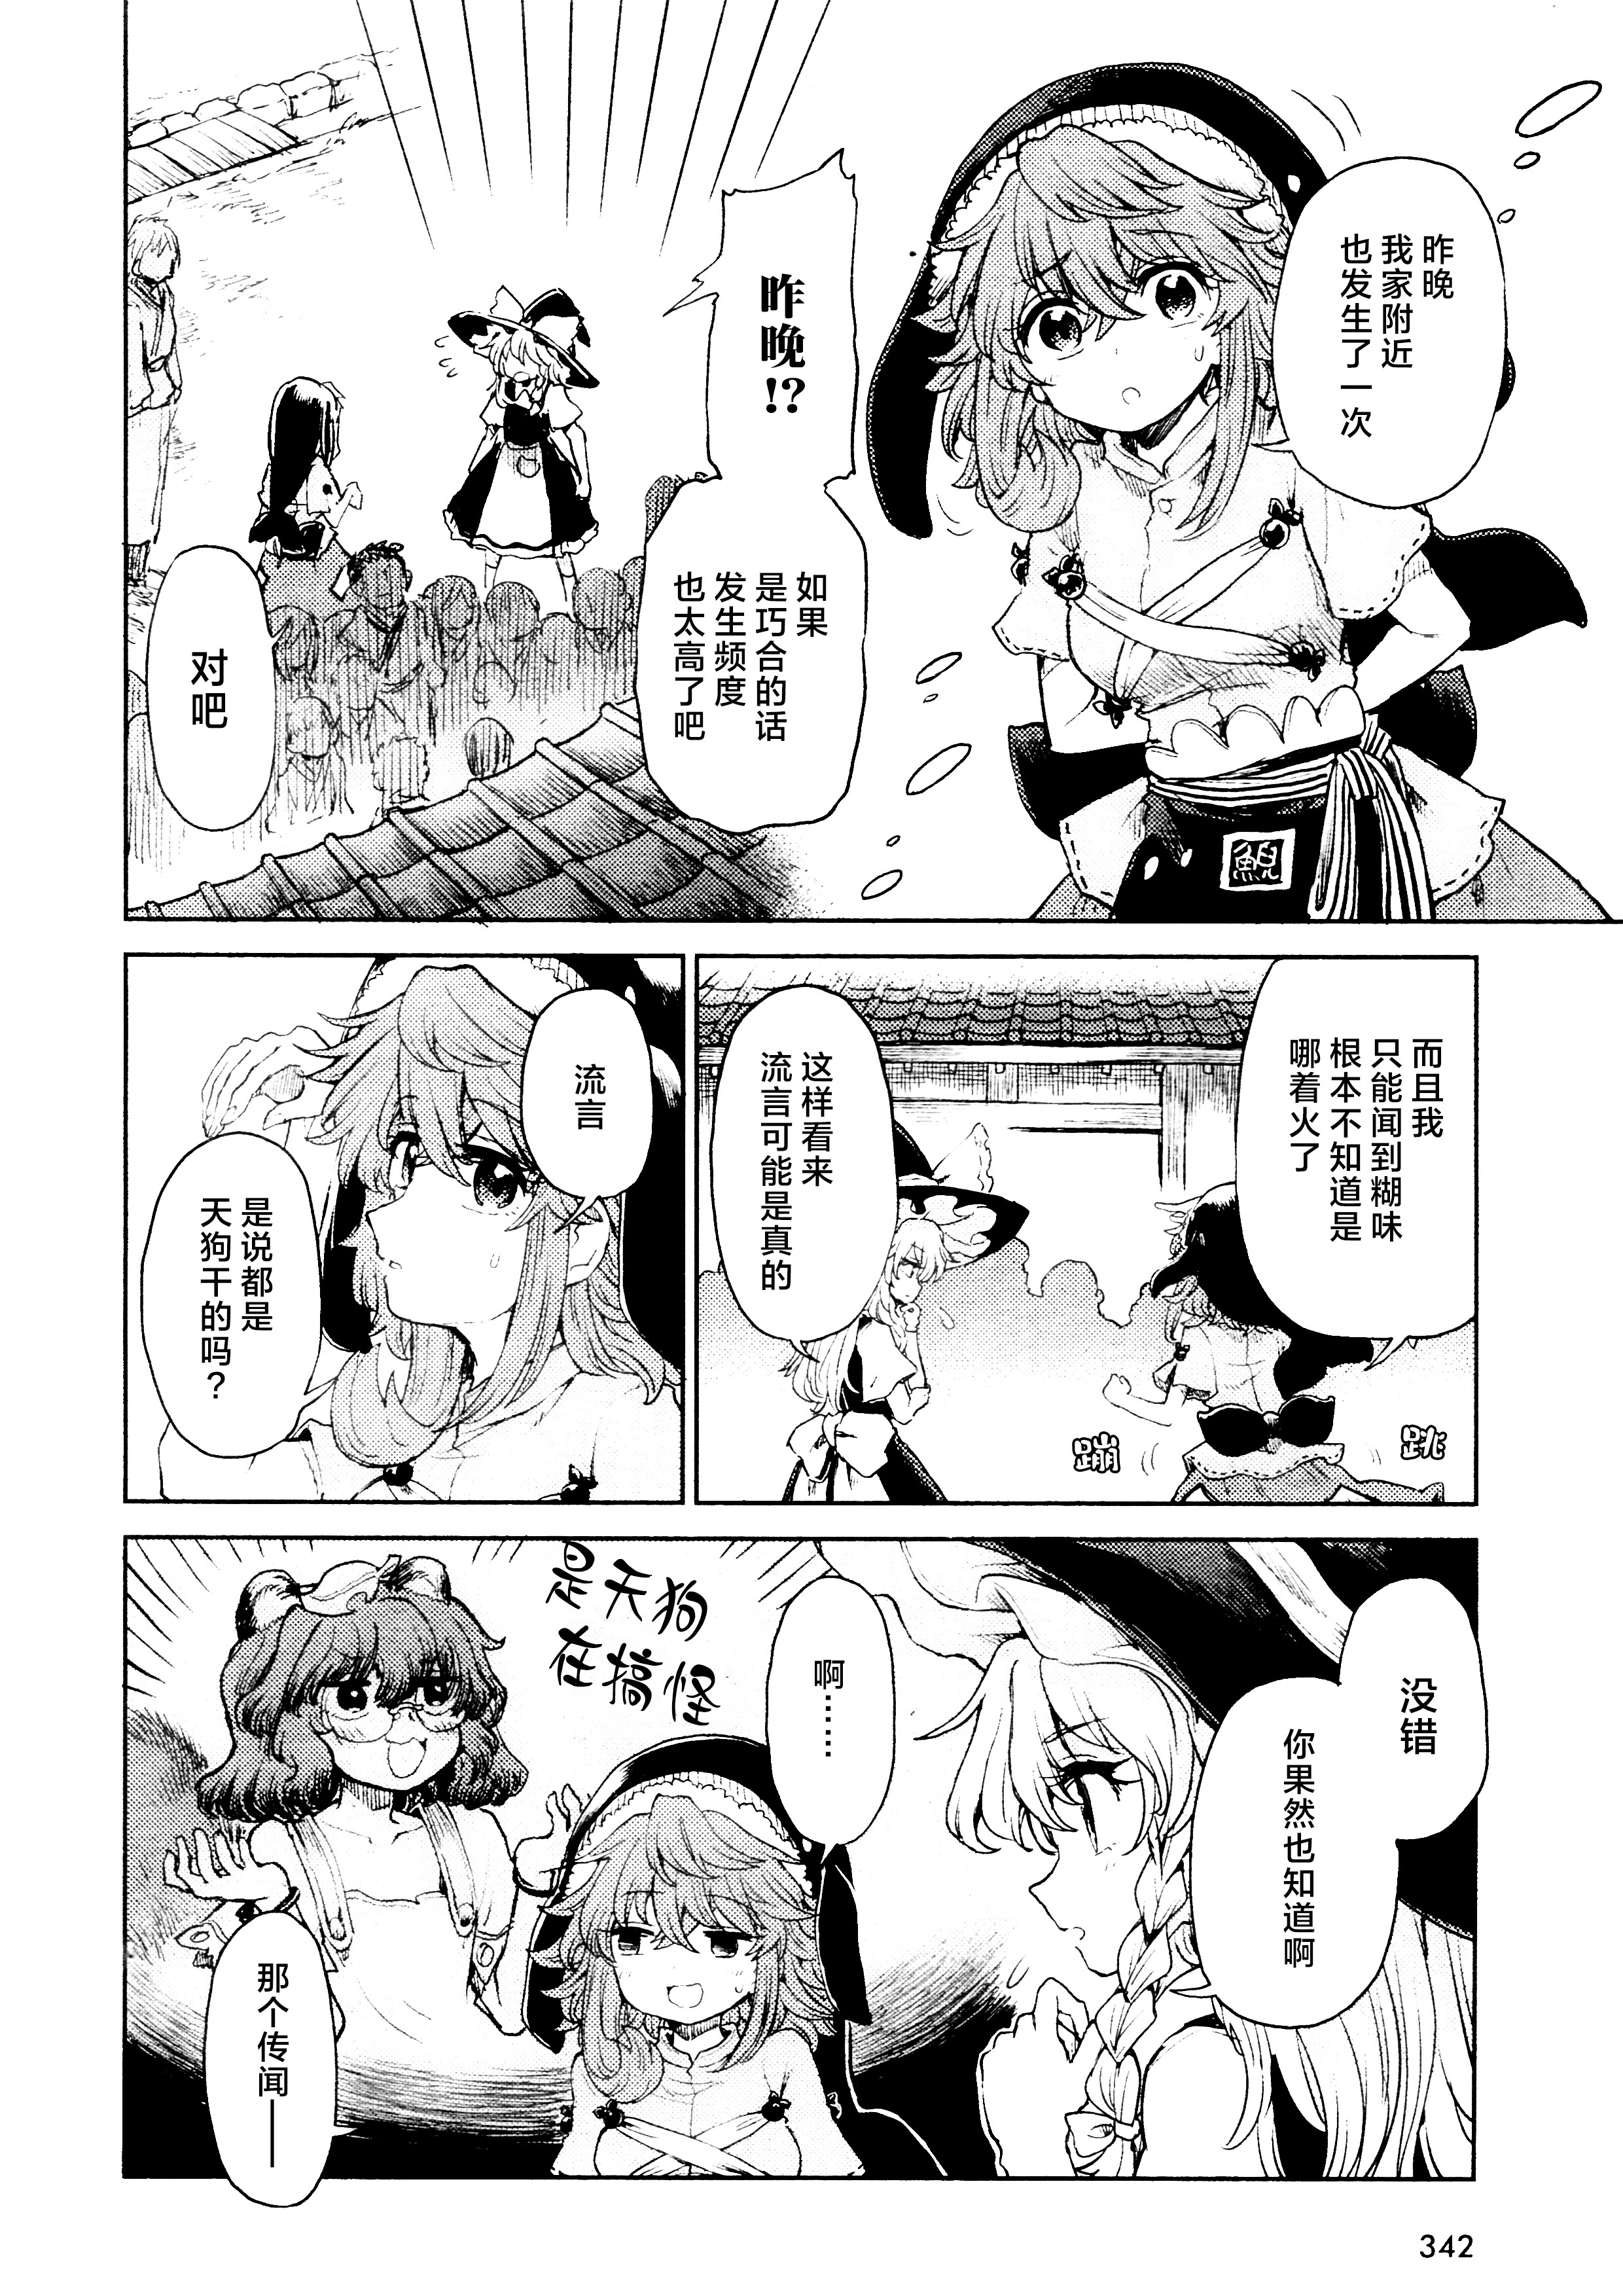 昨晚
我家附近
也发生了一次
昨晚!?
如果
是巧合的话
发生频度
也太高了吧
对吧
鯢
而且我
只能闻到糊味
根本不知道是
哪着火了
这样看来
流言可能是真的
蹦
跳
流言
是说都是
天狗干的吗？
没错
你果然也知道啊
啊……
是天狗
在搞怪
那个传闻——
342